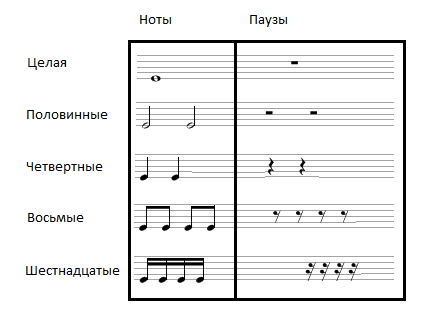 Ноты Паузы
Целая
Половинные
Четвертные
Восьмые
Шестнадцатые